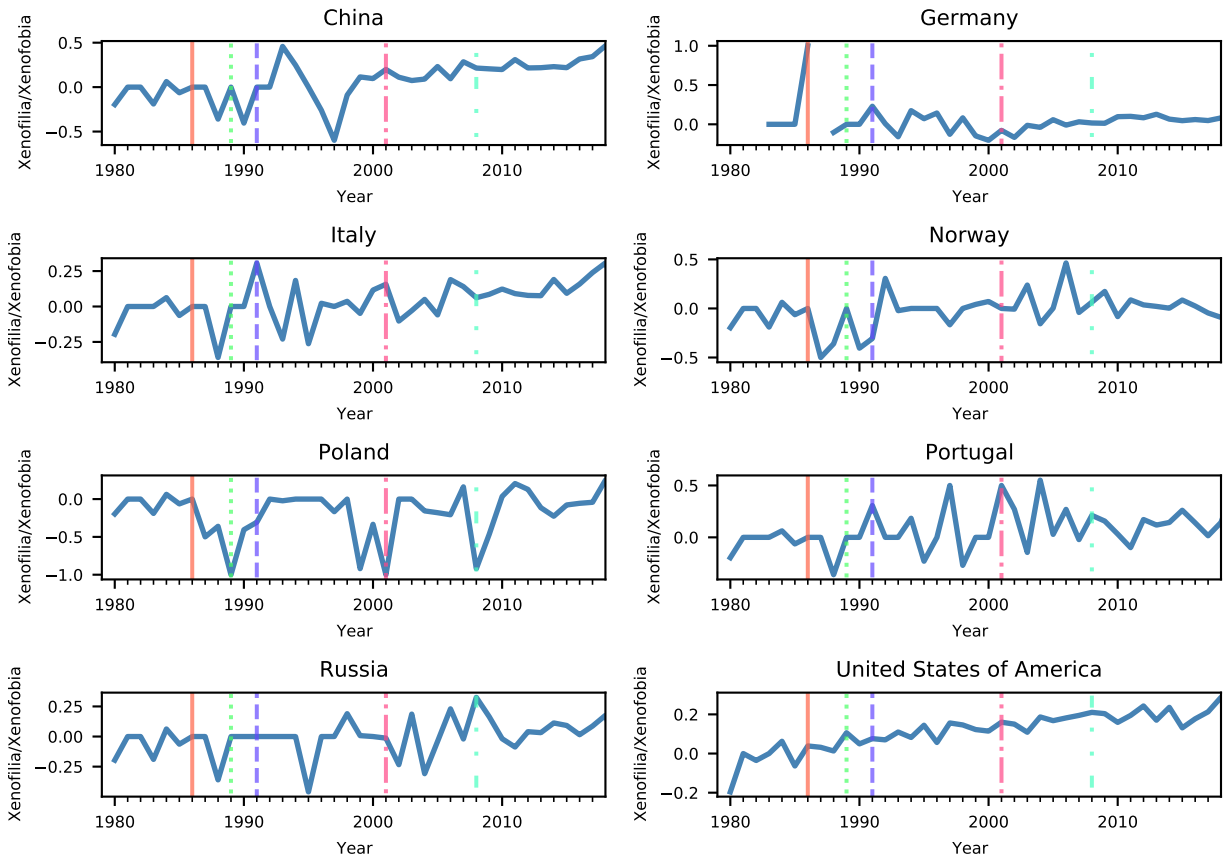 China
Xenofilia/Xenofobia
0.5
0.0
−0.5
1980 1990 2000 2010
Year
Germany
Xenofilia/Xenofobia
1.0
0.5
0.0
1980 1990 2000 2010
Year
Italy
Xenofilia/Xenofobia
0.25
0.00
−0.25
1980 1990 2000 2010
Year
Norway
Xenofilia/Xenofobia
0.5
0.0
−0.5
1980 1990 2000 2010
Year
Poland
Xenofilia/Xenofobia
0.0
−0.5
−1.0
1980 1990 2000 2010
Year
Portugal
Xenofilia/Xenofobia
0.5
0.0
1980 1990 2000 2010
Year
Russia
Xenofilia/Xenofobia
0.25
0.00
−0.25
1980 1990 2000 2010
Year
United States of America
Xenofilia/Xenofobia
0.2
0.0
−0.2
1980 1990 2000 2010
Year